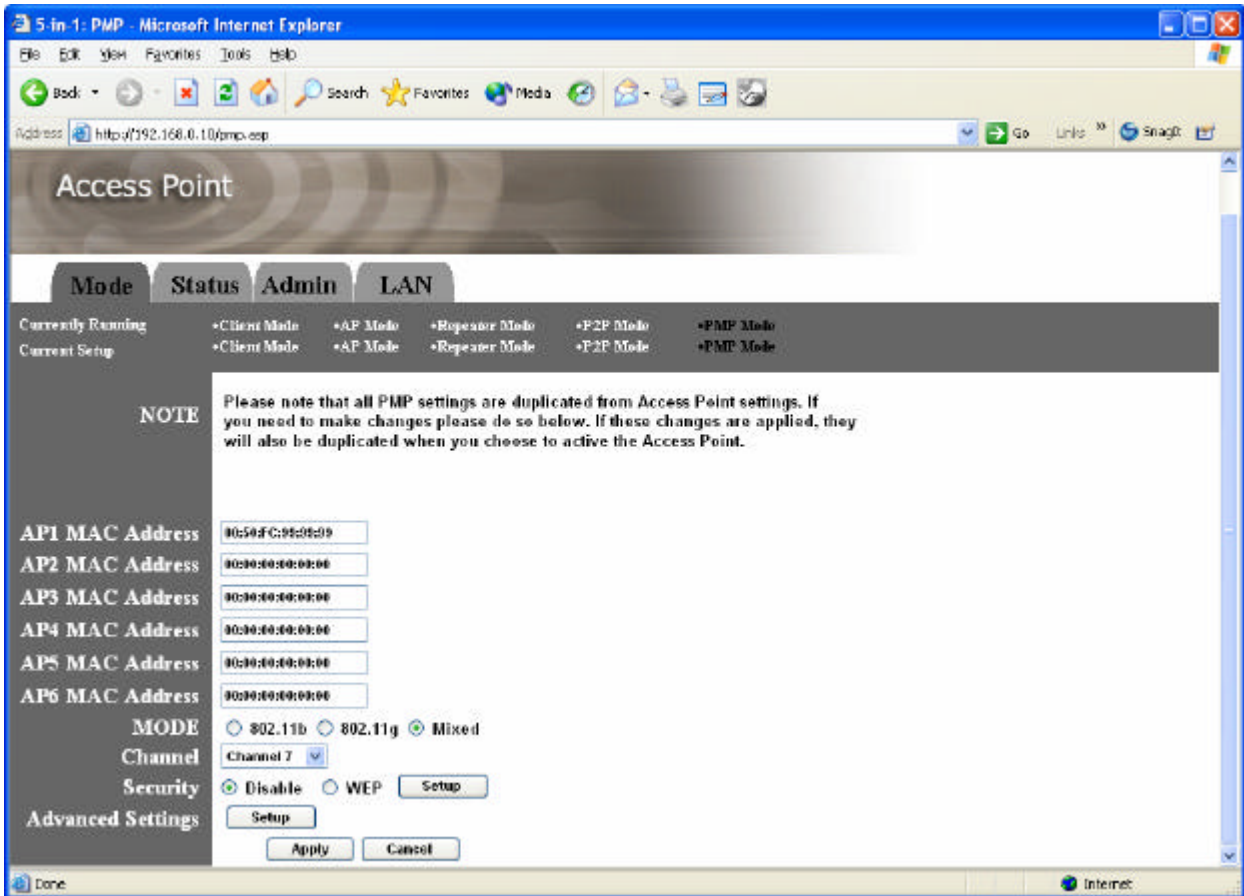 5-in-1: PMP - Microsoft Internet Explorer
File Edit View Favorites Tools Help
Back Search Favorites Media
Address http://192.168.0.10/pmp.asp Go Links » SnagIt
Access Point
Mode Status Admin LAN
Currently Running •Client Mode •AP Mode •Repeater Mode •P2P Mode •PMP Mode
Current Setup •Client Mode •AP Mode •Repeater Mode •P2P Mode •PMP Mode
NOTE Please note that all PMP settings are duplicated from Access Point settings. If
you need to make changes please do so below. If these changes are applied, they
will also be duplicated when you choose to active the Access Point.
AP1 MAC Address 00:50:FC:99:99:99
AP2 MAC Address 00:00:00:00:00:00
AP3 MAC Address 00:00:00:00:00:00
AP4 MAC Address 00:00:00:00:00:00
AP5 MAC Address 00:00:00:00:00:00
AP6 MAC Address 00:00:00:00:00:00
MODE 802.11b 802.11g Mixed
Channel Channel 7
Security Disable WEP Setup
Advanced Settings Setup
Apply Cancel
Done Internet